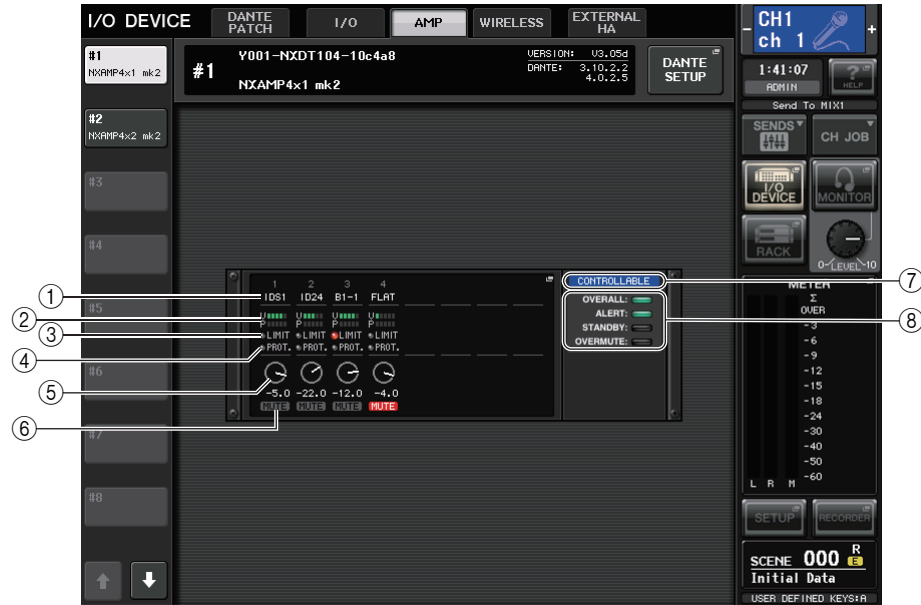 I/O DEVICE
DANTE PATCH
I/O
AMP
WIRELESS
EXTERNAL HA
#1
NXAMP4x1 mk2
#2
NXAMP4x2 mk2
#3
#4
#5
#6
#7
#8
#1
Y001-NXDT104-10c4a8
NXAMP4x1 mk2
VERSION: V3.05d
DANTE: 3.10.2.2
4.0.2.5
DANTE SETUP
1 2 3 4
IDS1 ID24 B1-1 FLAT
V V V V
P P P P
LIMIT LIMIT LIMIT LIMIT
PROT. PROT. PROT. PROT.
-5.0 -22.0 -12.0 -4.0
MUTE MUTE MUTE MUTE
CONTROLLABLE
OVERALL:
ALERT:
STANDBY:
OVERMUTE:
1
2
3
4
5
6
7
8
- CH1 +
ch 1
1:41:07
ADMIN
? HELP
Send To MIX1
SENDS
CH JOB
I/O DEVICE
MONITOR
RACK
0-LEVEL-10
METER
Σ
OVER
-3
-6
-9
-12
-15
-18
-24
-30
-40
-50
-60
L R M
SETUP
RECORDER
SCENE 000 R E
Initial Data
USER DEFINED KEYS:A